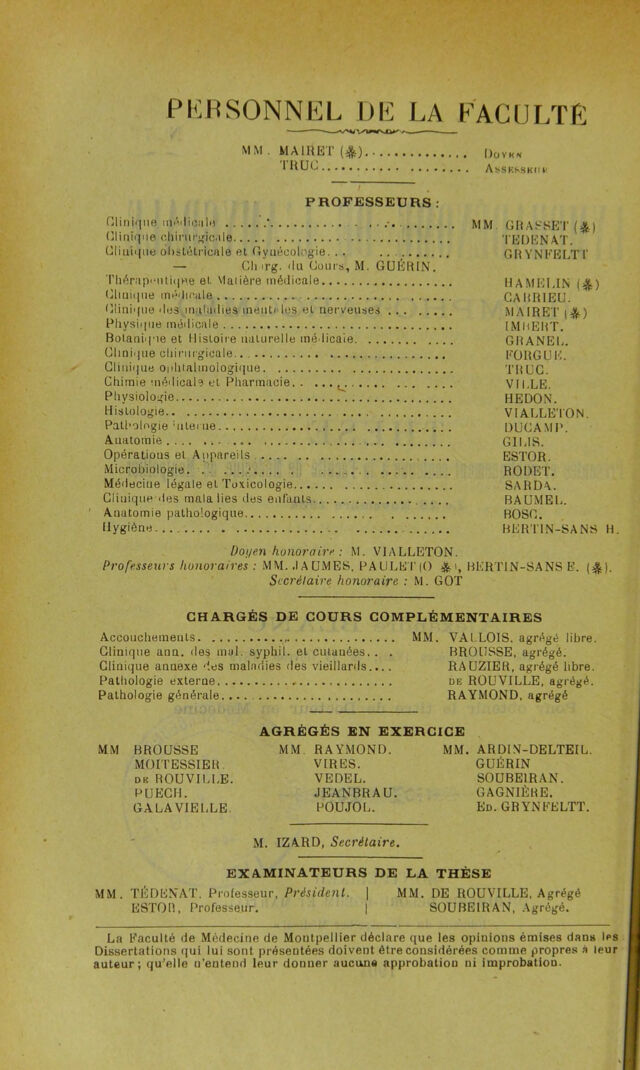 PERSONNEL DE LA FACULTÉ
MM. MAIRET (✻) .............. DOYEN
TRUC .............. ASSESSEUR
PROFESSEURS :
Clinique médicale .............. MM. GRASSET (✻)
Clinique chirurgicale .............. TEDENAT.
Clinique obstétricale et Gynécologie .............. GRYNFELTT
— Charg. du Cours, M. GUÉRIN.
Thérapeutique et Matière médicale .............. HAMELIN (✻)
Clinique médicale .............. CARRIEU.
Clinique des maladies mentales et nerveuses .............. MAIRET (✻)
Physique médicale .............. IMBERT.
Botanique et Histoire naturelle médicale .............. GRANEL.
Clinique chirurgicale .............. FORGUE.
Clinique ophtalmologique .............. TRUC.
Chimie médicale et Pharmacie .............. VILLE.
Physiologie .............. HEDON.
Histologie .............. VIALLETON.
Pathologie interne .............. DUCAMP.
Anatomie .............. GILIS.
Opérations et Appareils .............. ESTOR.
Microbiologie .............. RODET.
Médecine légale et Toxicologie .............. SARDA.
Clinique des maladies des enfants .............. BAUMEL.
Anatomie pathologique .............. BOSC.
Hygiène .............. BERTIN-SANS H.
Doyen honoraire : M. VIALLETON.
Professeurs honoraires : MM. JAUMES, PAULET (O ✻), BERTIN-SANS E. (✻).
Secrétaire honoraire : M. GOT
CHARGÉS DE COURS COMPLÉMENTAIRES
Accouchements .............. MM. VALLOIS, agrégé libre.
Clinique ann. des mal. syphil. et cutanées .............. BROUSSE, agrégé.
Clinique annexe des maladies des vieillards .... RAUZIER, agrégé libre.
Pathologie externe .............. DE ROUVILLE, agrégé.
Pathologie générale .............. RAYMOND, agrégé
AGRÉGÉS EN EXERCICE
MM BROUSSE MM. RAYMOND. MM. ARDIN-DELTEIL.
MOITESSIER VIRES. GUÉRIN
DE ROUVILLE. VEDEL. SOUBEIRAN.
PUECH. JEANBRAU. GAGNIÈRE.
GALAVIELLE POUJOL. ED. GRYNFELTT.
M. IZARD, Secrétaire.
EXAMINATEURS DE LA THÈSE
MM. TÉDENAT, Professeur, Président. | MM. DE ROUVILLE, Agrégé
ESTOR, Professeur. | SOUBEIRAN, Agrégé.
La Faculté de Médecine de Montpellier déclare que les opinions émises dans les
Dissertations qui lui sont présentées doivent être considérées comme propres à leur
auteur ; qu'elle n'entend leur donner aucune approbation ni improbation.